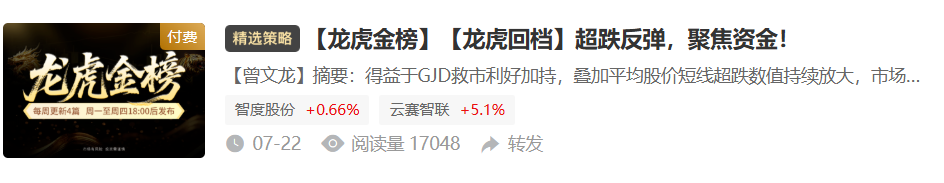 付费
龙虎金榜
每周更新4篇 周一至周四18:00后发布
精选策略 【龙虎金榜】【龙虎回档】超跌反弹，聚焦资金！
【曾文龙】摘要：得益于GJD救市利好加持，叠加平均股价短线超跌数值持续放大，市场...
智度股份 +0.66% 云赛智联 +5.1%
07-22 阅读量 17048 转发